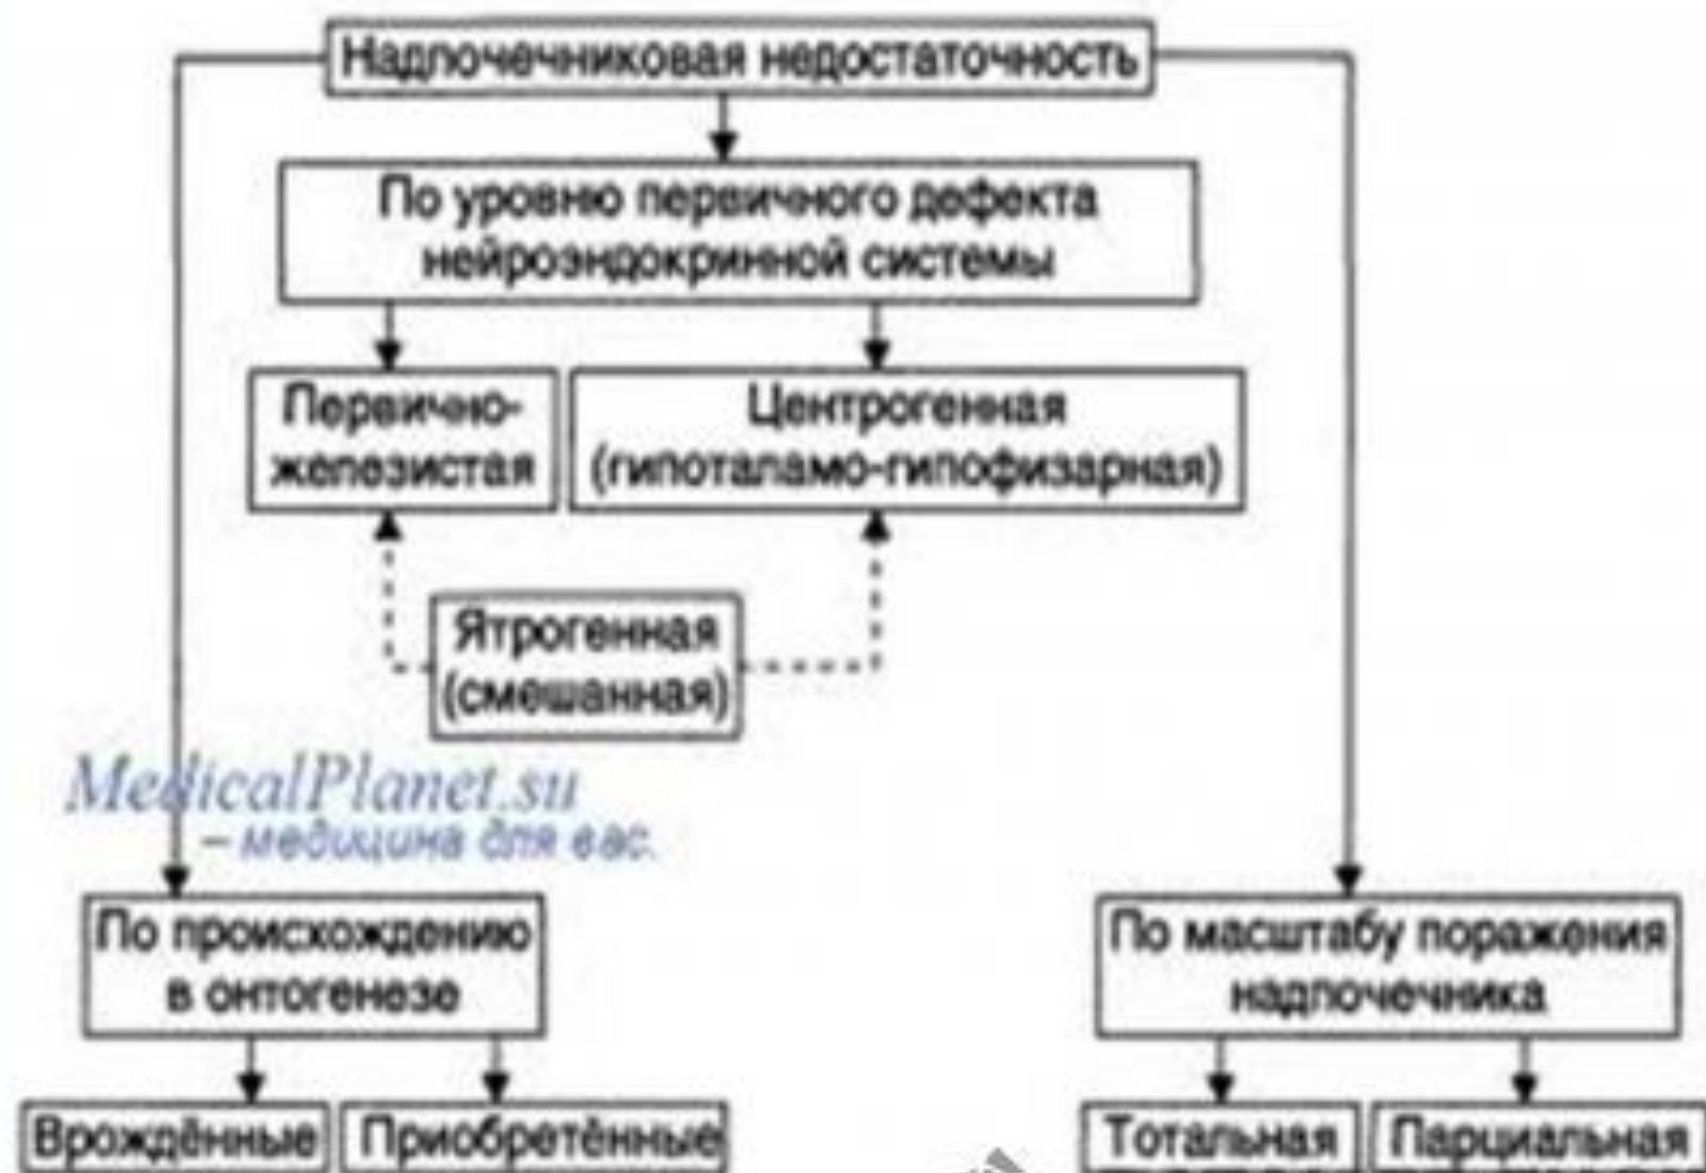 Надпочечниковая недостаточность
По уровню первичного дефекта
нейроэндокринной системы
Первично-
железистая
Центрогенная
(гипоталамо-гипофизарная)
Ятрогенная
(смешанная)
MedicalPlanet.su
– медицина для вас.
По происхождению
в онтогенезе
По масштабу поражения
надпочечника
Врождённые
Приобретённые
Тотальная
Парциальная